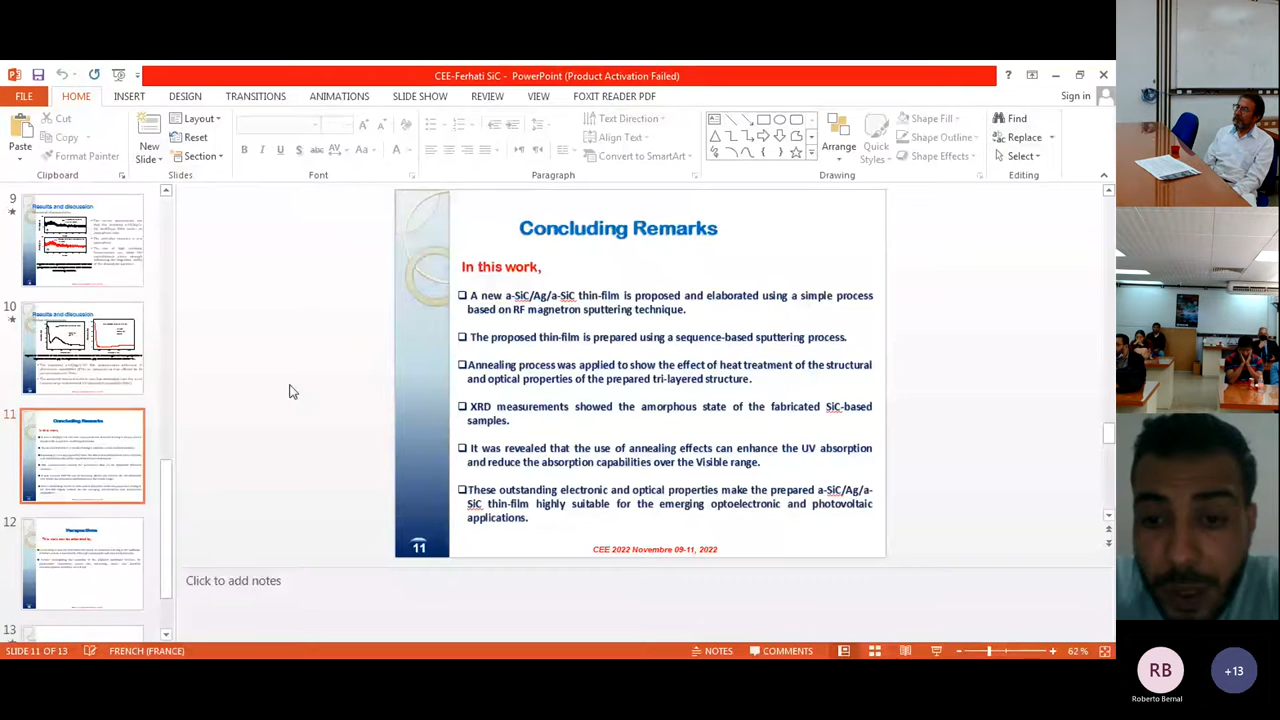 CEE-Ferhati SiC - PowerPoint (Product Activation Failed)
FILE HOME INSERT DESIGN TRANSITIONS ANIMATIONS SLIDE SHOW REVIEW VIEW FOXIT READER PDF Sign in
Paste
Cut
Copy
Format Painter
Clipboard
New Slide
Layout
Reset
Section
Slides
Font
Text Direction
Align Text
Convert to SmartArt
Paragraph
Arrange
Quick Styles
Shape Fill
Shape Outline
Shape Effects
Drawing
Find
Replace
Select
Editing
9
Results and discussion
10
Results and discussion
11
Concluding Remarks
12
Perspectives
13
Concluding Remarks
In this work,
A new a-SiC/Ag/a-SiC thin-film is proposed and elaborated using a simple process
based on RF magnetron sputtering technique.
The proposed thin-film is prepared using a sequence-based sputtering process.
Annealing process was applied to show the effect of heat treatment of the structural
and optical properties of the prepared tri-layered structure.
XRD measurements showed the amorphous state of the fabricated SiC-based
samples.
It was revealed that the use of annealing effects can enhance the UV absorption
and reduce the absorption capabilities over the Visible range.
These outstanding electronic and optical properties make the prepared a-SiC/Ag/a-
SiC thin-film highly suitable for the emerging optoelectronic and photovoltaic
applications.
11
CEE 2022 Novembre 09-11, 2022
Click to add notes
SLIDE 11 OF 13 FRENCH (FRANCE) NOTES COMMENTS 62 %
RB
Roberto Bernal
+13